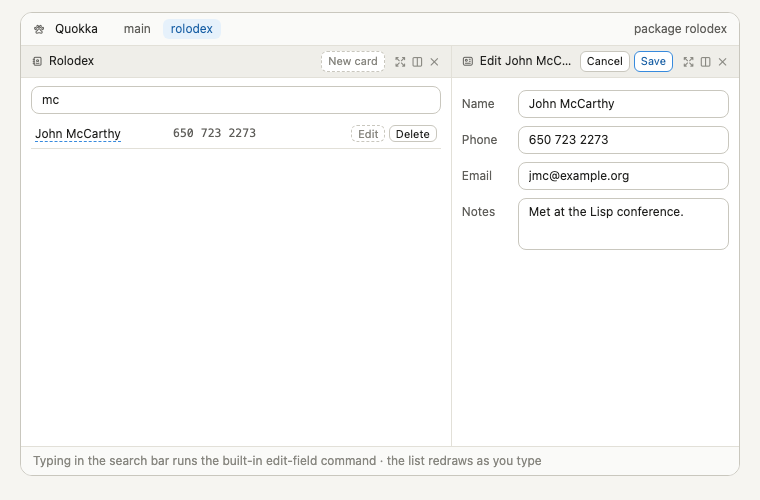 Quokka main rolodex package rolodex
Rolodex New card
mc
John McCarthy 650 723 2273 Edit Delete
Edit John McC... Cancel Save
Name John McCarthy
Phone 650 723 2273
Email jmc@example.org
Notes Met at the Lisp conference.
Typing in the search bar runs the built-in edit-field command · the list redraws as you type